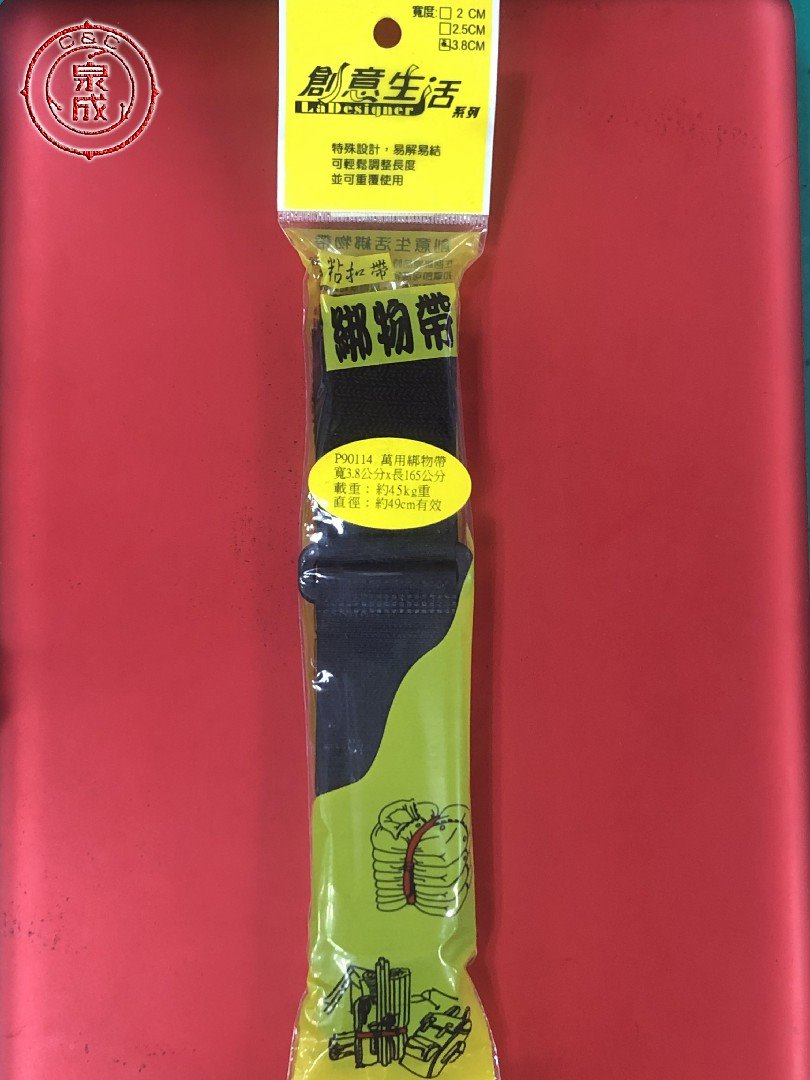 C&C
泉成
寬度:□ 2 CM
□2.5CM
3.8CM
創意生活
LàDesigner
系列
特殊設計，易解易結
可輕鬆調整長度
並可重覆使用
創意生活綁物帶
粘扣帶
綁物帶
P90114 萬用綁物帶
寬3.8公分x長165公分
載重：約45kg重
直徑：約49cm有效